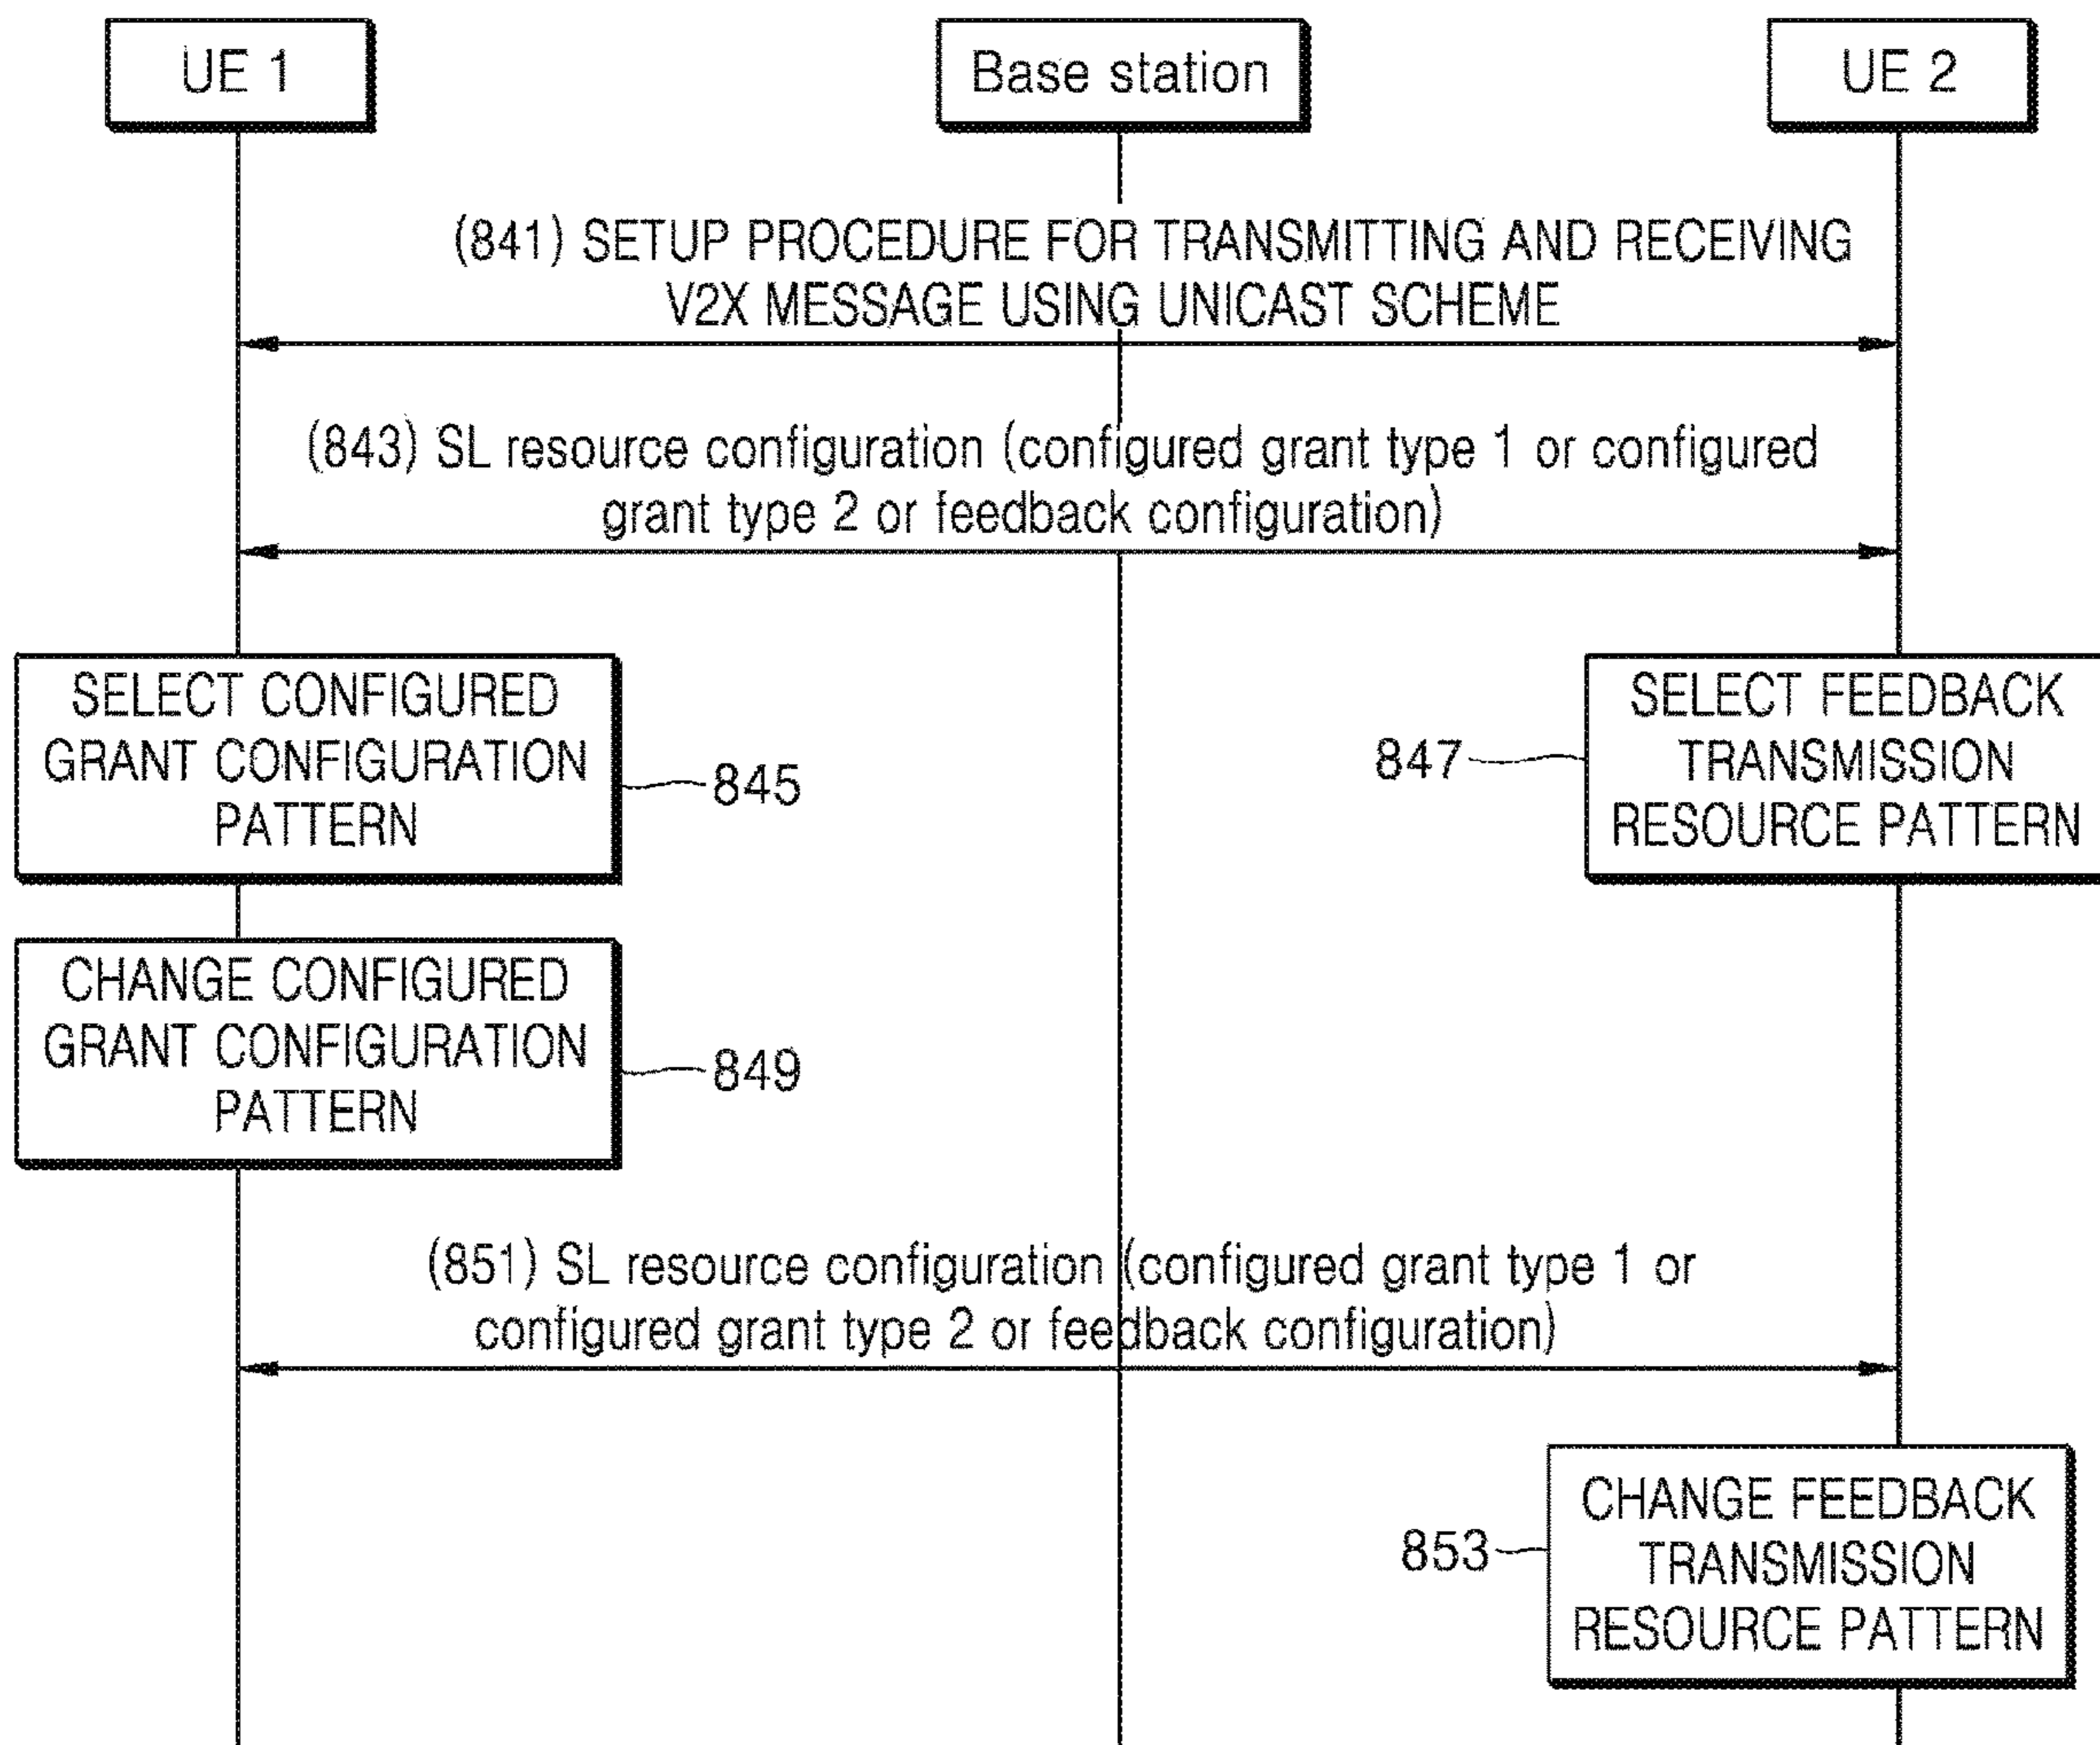 UE 1
Base station
UE 2
(841) SETUP PROCEDURE FOR TRANSMITTING AND RECEIVING
V2X MESSAGE USING UNICAST SCHEME
(843) SL resource configuration (configured grant type 1 or configured
grant type 2 or feedback configuration)
SELECT CONFIGURED
GRANT CONFIGURATION
PATTERN
845
847
SELECT FEEDBACK
TRANSMISSION
RESOURCE PATTERN
CHANGE CONFIGURED
GRANT CONFIGURATION
PATTERN
849
(851) SL resource configuration (configured grant type 1 or
configured grant type 2 or feedback configuration)
853
CHANGE FEEDBACK
TRANSMISSION
RESOURCE PATTERN